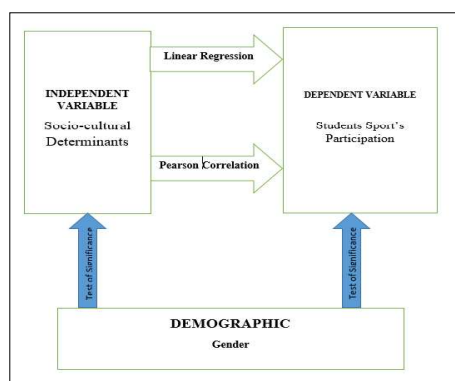 Linear Regression
INDEPENDENT
VARIABLE
Socio-cultural
Determinants
DEPENDENT VARIABLE
Students Sport's
Participation
Pearson Correlation
Test of Significance
Test of Significance
DEMOGRAPHIC
Gender